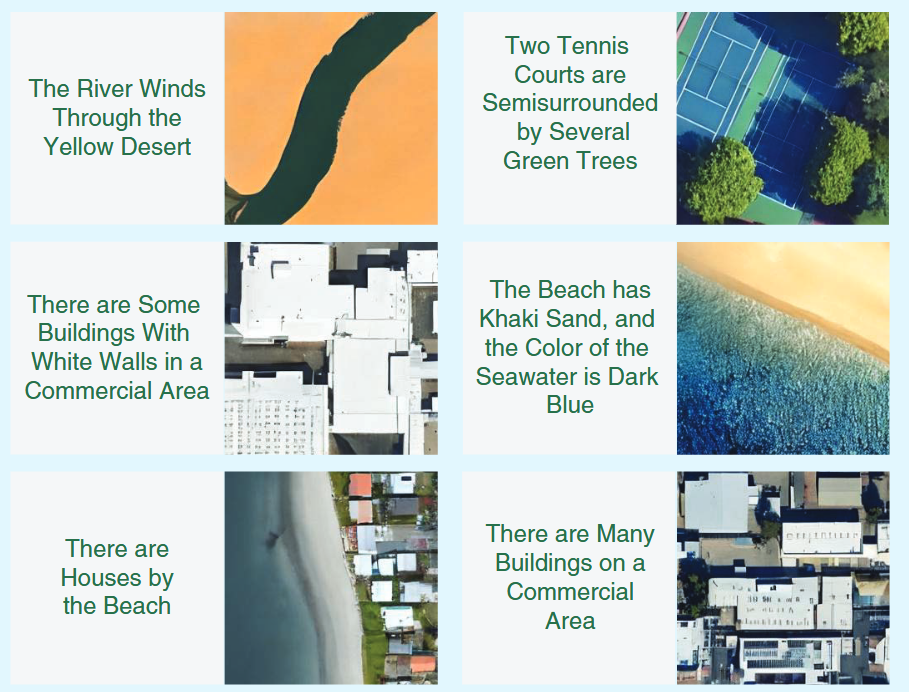 The River Winds
Through the
Yellow Desert
Two Tennis
Courts are
Semisurrounded
by Several
Green Trees
There are Some
Buildings With
White Walls in a
Commercial Area
The Beach has
Khaki Sand, and
the Color of the
Seawater is Dark
Blue
There are
Houses by
the Beach
There are Many
Buildings on a
Commercial
Area